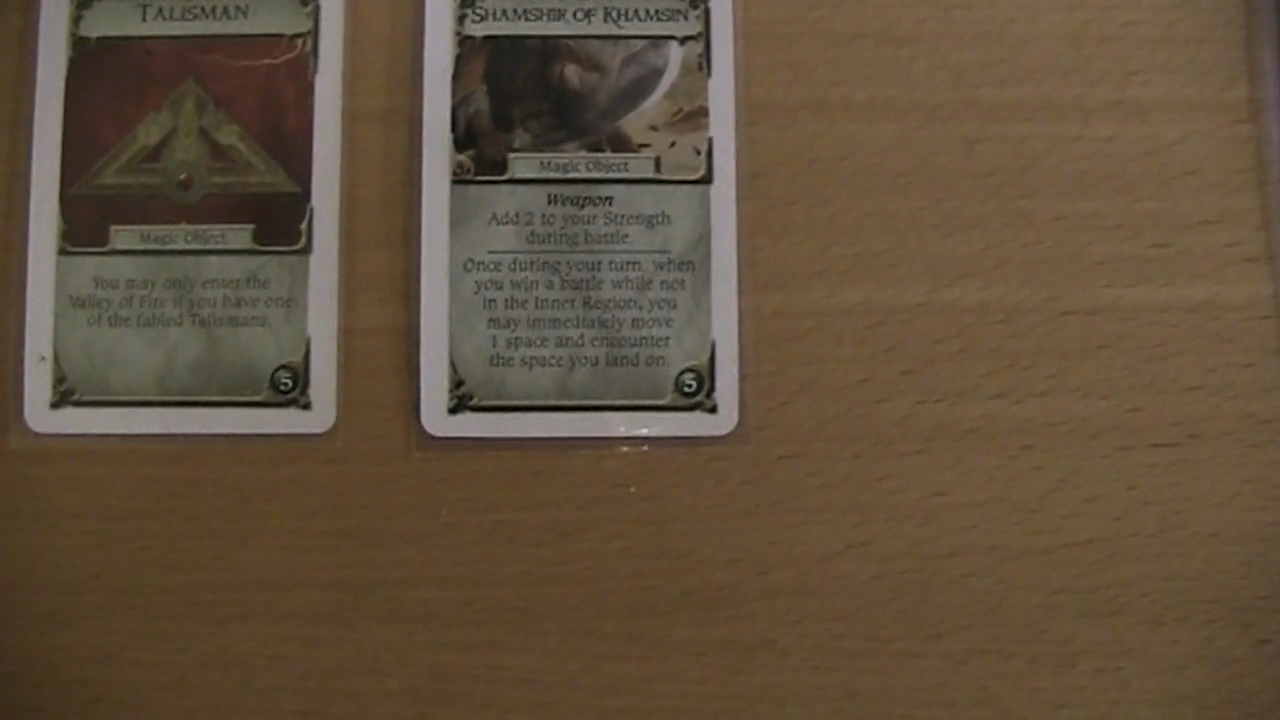 TALISMAN
Magic Object
You may only enter the
Valley of Fire if you have one
of the fabled Talismans.
5
SHAMSHIR OF KHAMSIN
Magic Object
Weapon
Add 2 to your Strength
during battle.
Once during your turn, when
you win a battle while not
in the Inner Region, you
may immediately move
1 space and encounter
the space you land on.
5